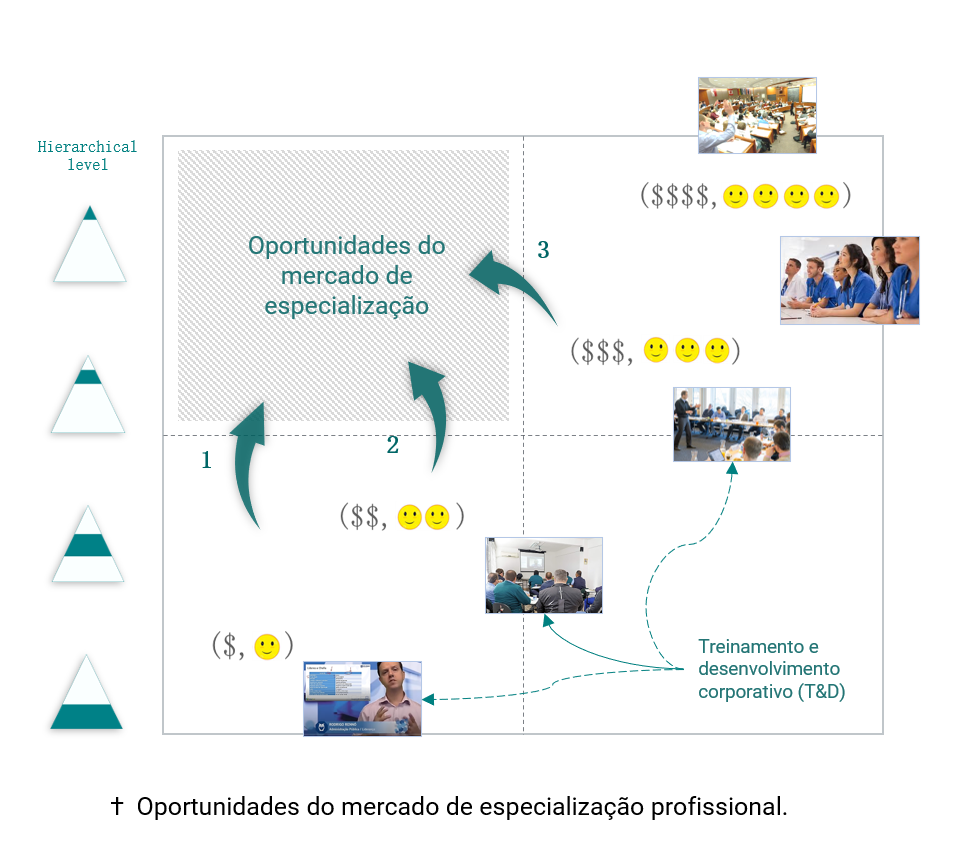 Hierarchical
level
($$$$, )
Oportunidades do
mercado de
especialização
3
($$$, )
1
2
($$, )
($, )
Treinamento e
desenvolvimento
corporativo (T&D)
† Oportunidades do mercado de especialização profissional.